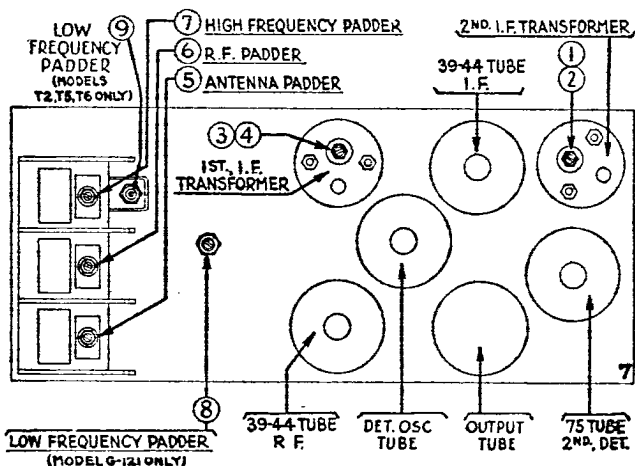 LOW
FREQUENCY
PADDER
(MODELS
T2,T5,T6 ONLY)
9
7 HIGH FREQUENCY PADDER
6 R.F. PADDER
5 ANTENNA PADDER
2ND. I.F. TRANSFORMER
1
2
39-44 TUBE
I.F.
3 4
1ST., I.F.
TRANSFORMER
7
8
LOW FREQUENCY PADDER
(MODEL G-121 ONLY)
39-44 TUBE
R F.
DET. OSC
TUBE
OUTPUT
TUBE
75 TUBE
2ND, DET.